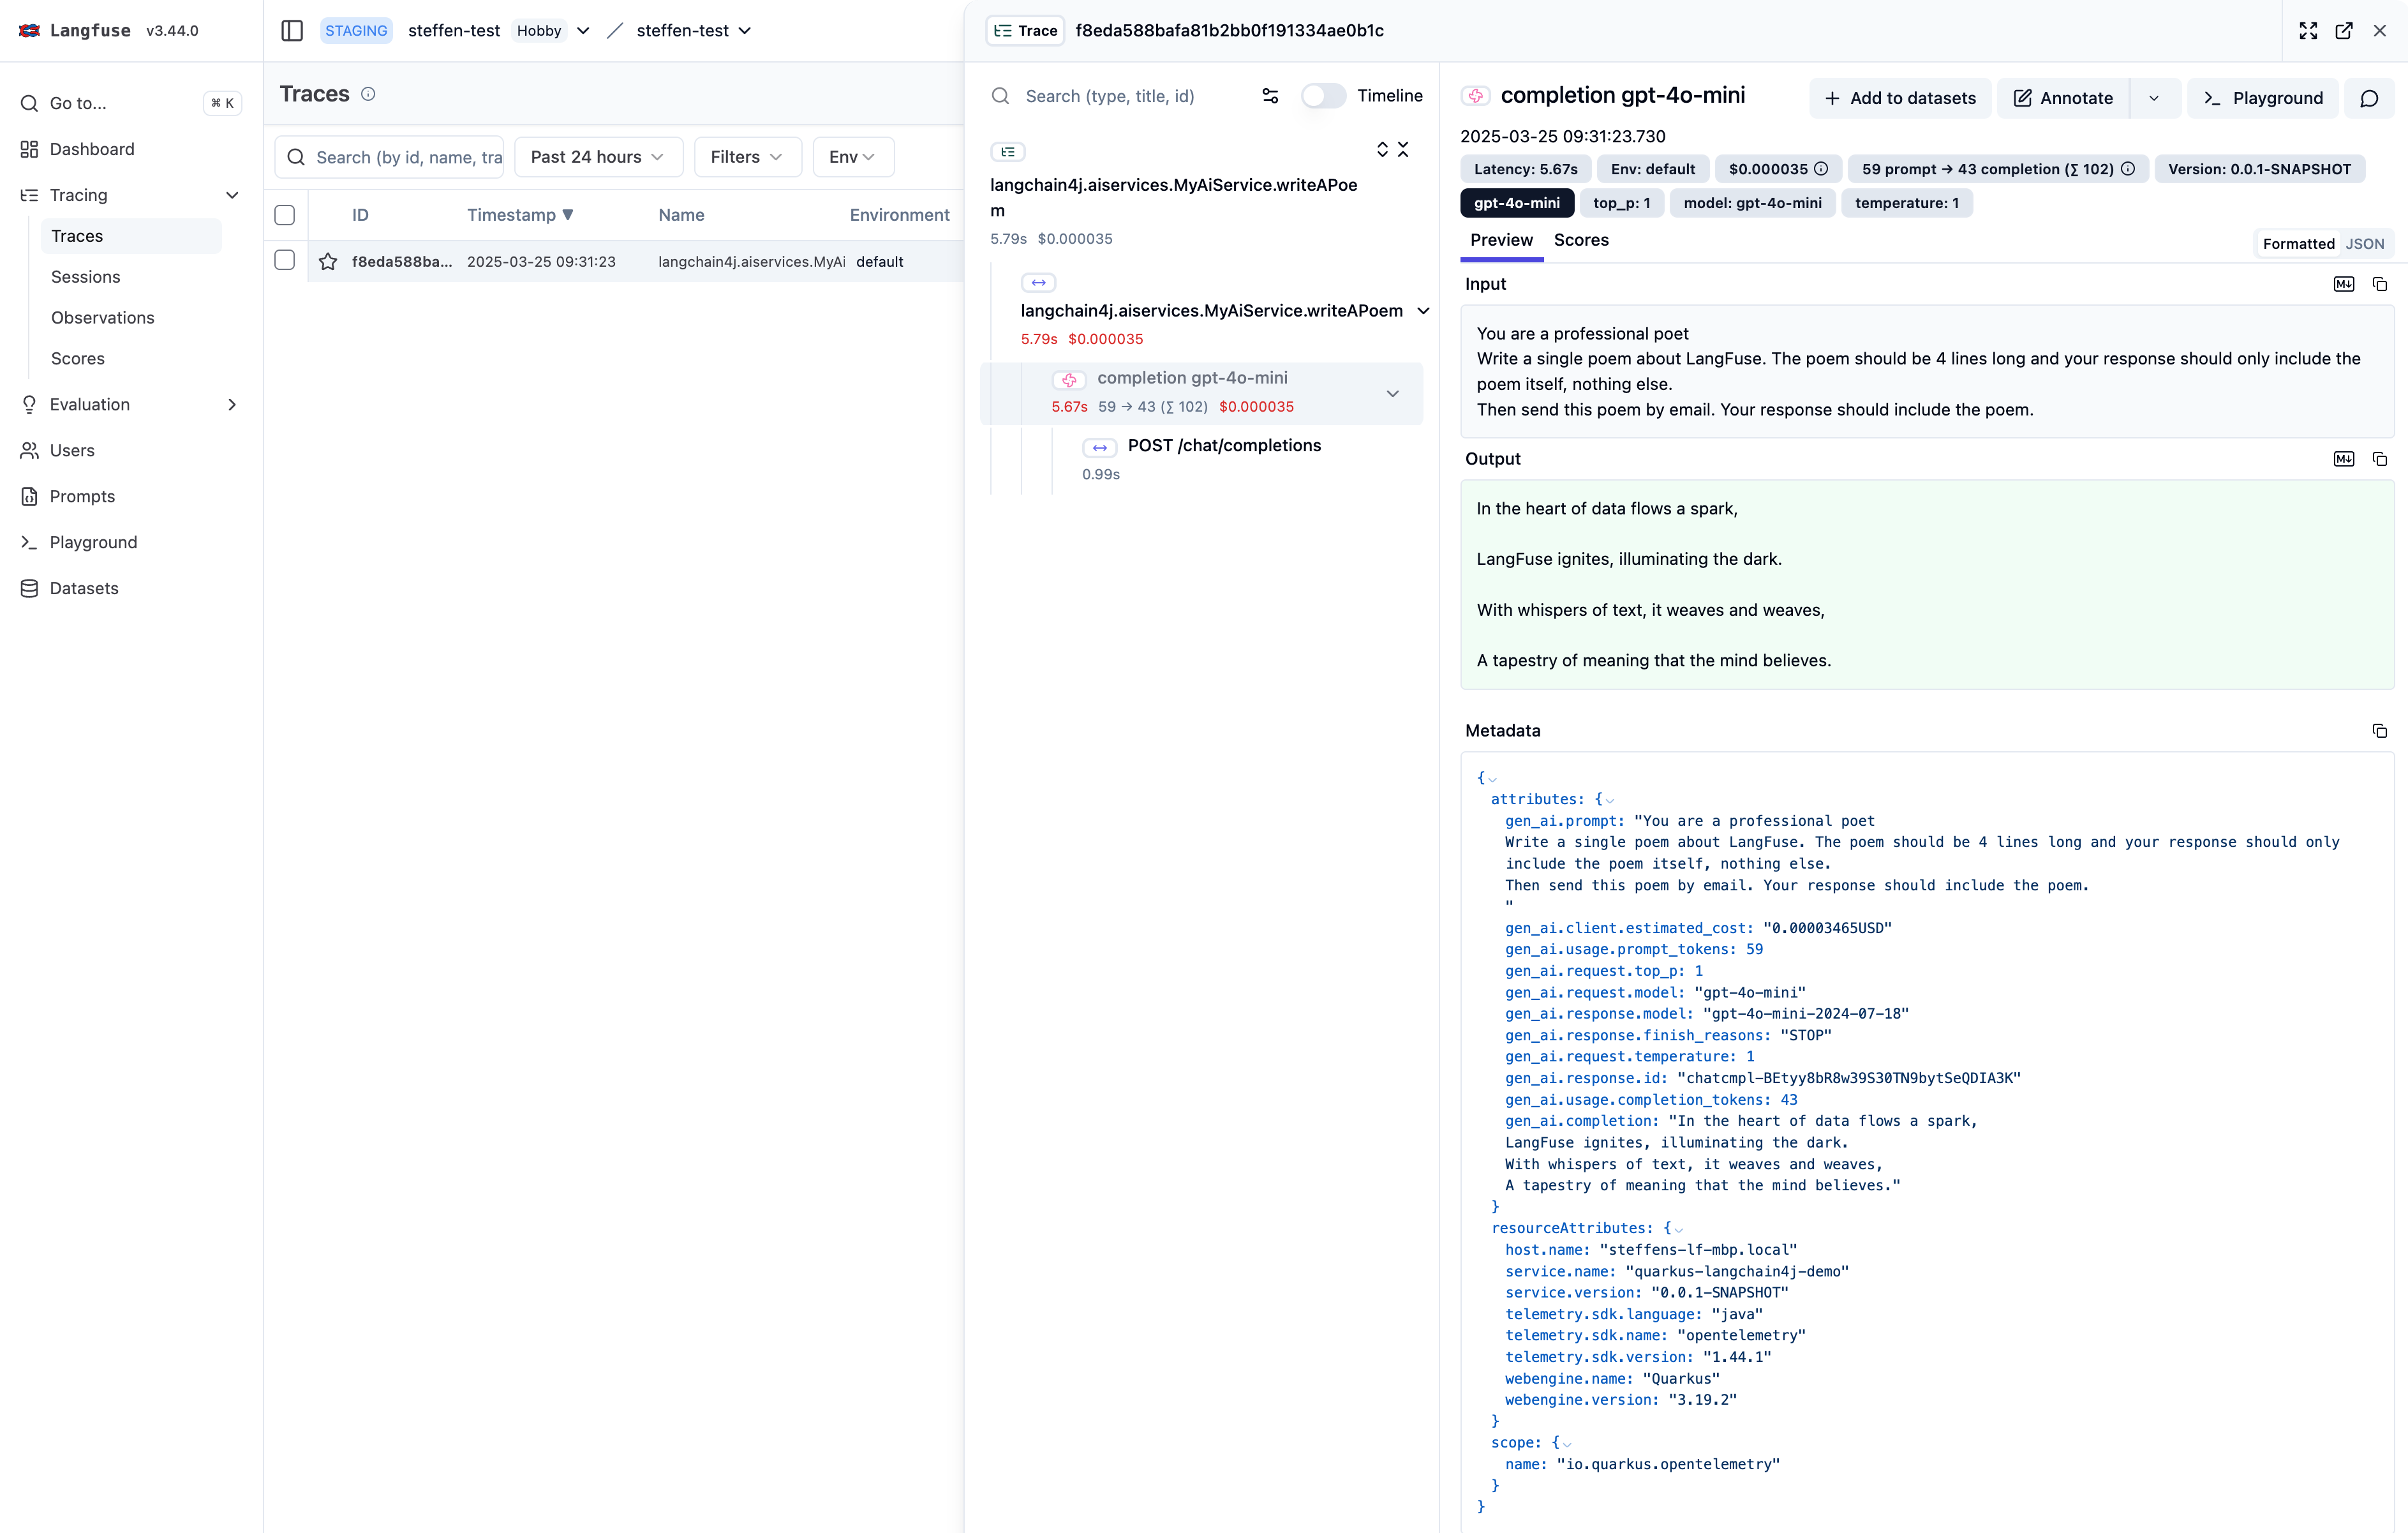 Langfuse v3.44.0
Go to... ⌘ K
Dashboard
Tracing
Traces
Sessions
Observations
Scores
Evaluation
Users
Prompts
Playground
Datasets
STAGING steffen-test Hobby / steffen-test
Traces
Search (by id, name, tra
Past 24 hours
Filters
Env
ID Timestamp ▼ Name Environment
f8eda588ba... 2025-03-25 09:31:23 langchain4j.aiservices.MyAi default
Trace f8eda588bafa81b2bb0f191334ae0b1c
Search (type, title, id)
Timeline
langchain4j.aiservices.MyAiService.writeAPoe
m
5.79s $0.000035
langchain4j.aiservices.MyAiService.writeAPoem
5.79s $0.000035
completion gpt-4o-mini
5.67s 59 → 43 (∑ 102) $0.000035
POST /chat/completions
0.99s
completion gpt-4o-mini
Add to datasets
Annotate
Playground
2025-03-25 09:31:23.730
Latency: 5.67s Env: default $0.000035 59 prompt → 43 completion (∑ 102) Version: 0.0.1-SNAPSHOT
gpt-4o-mini top_p: 1 model: gpt-4o-mini temperature: 1
Preview Scores
Formatted JSON
Input
You are a professional poet
Write a single poem about LangFuse. The poem should be 4 lines long and your response should only include the
poem itself, nothing else.
Then send this poem by email. Your response should include the poem.
Output
In the heart of data flows a spark,
LangFuse ignites, illuminating the dark.
With whispers of text, it weaves and weaves,
A tapestry of meaning that the mind believes.
Metadata
{
attributes: {
gen_ai.prompt: "You are a professional poet
Write a single poem about LangFuse. The poem should be 4 lines long and your response should only
include the poem itself, nothing else.
Then send this poem by email. Your response should include the poem.
"
gen_ai.client.estimated_cost: "0.00003465USD"
gen_ai.usage.prompt_tokens: 59
gen_ai.request.top_p: 1
gen_ai.request.model: "gpt-4o-mini"
gen_ai.response.model: "gpt-4o-mini-2024-07-18"
gen_ai.response.finish_reasons: "STOP"
gen_ai.request.temperature: 1
gen_ai.response.id: "chatcmpl-BEtyy8bR8w39S30TN9bytSeQDIA3K"
gen_ai.usage.completion_tokens: 43
gen_ai.completion: "In the heart of data flows a spark,
LangFuse ignites, illuminating the dark.
With whispers of text, it weaves and weaves,
A tapestry of meaning that the mind believes."
}
resourceAttributes: {
host.name: "steffens-lf-mbp.local"
service.name: "quarkus-langchain4j-demo"
service.version: "0.0.1-SNAPSHOT"
telemetry.sdk.language: "java"
telemetry.sdk.name: "opentelemetry"
telemetry.sdk.version: "1.44.1"
webengine.name: "Quarkus"
webengine.version: "3.19.2"
}
scope: {
name: "io.quarkus.opentelemetry"
}
}